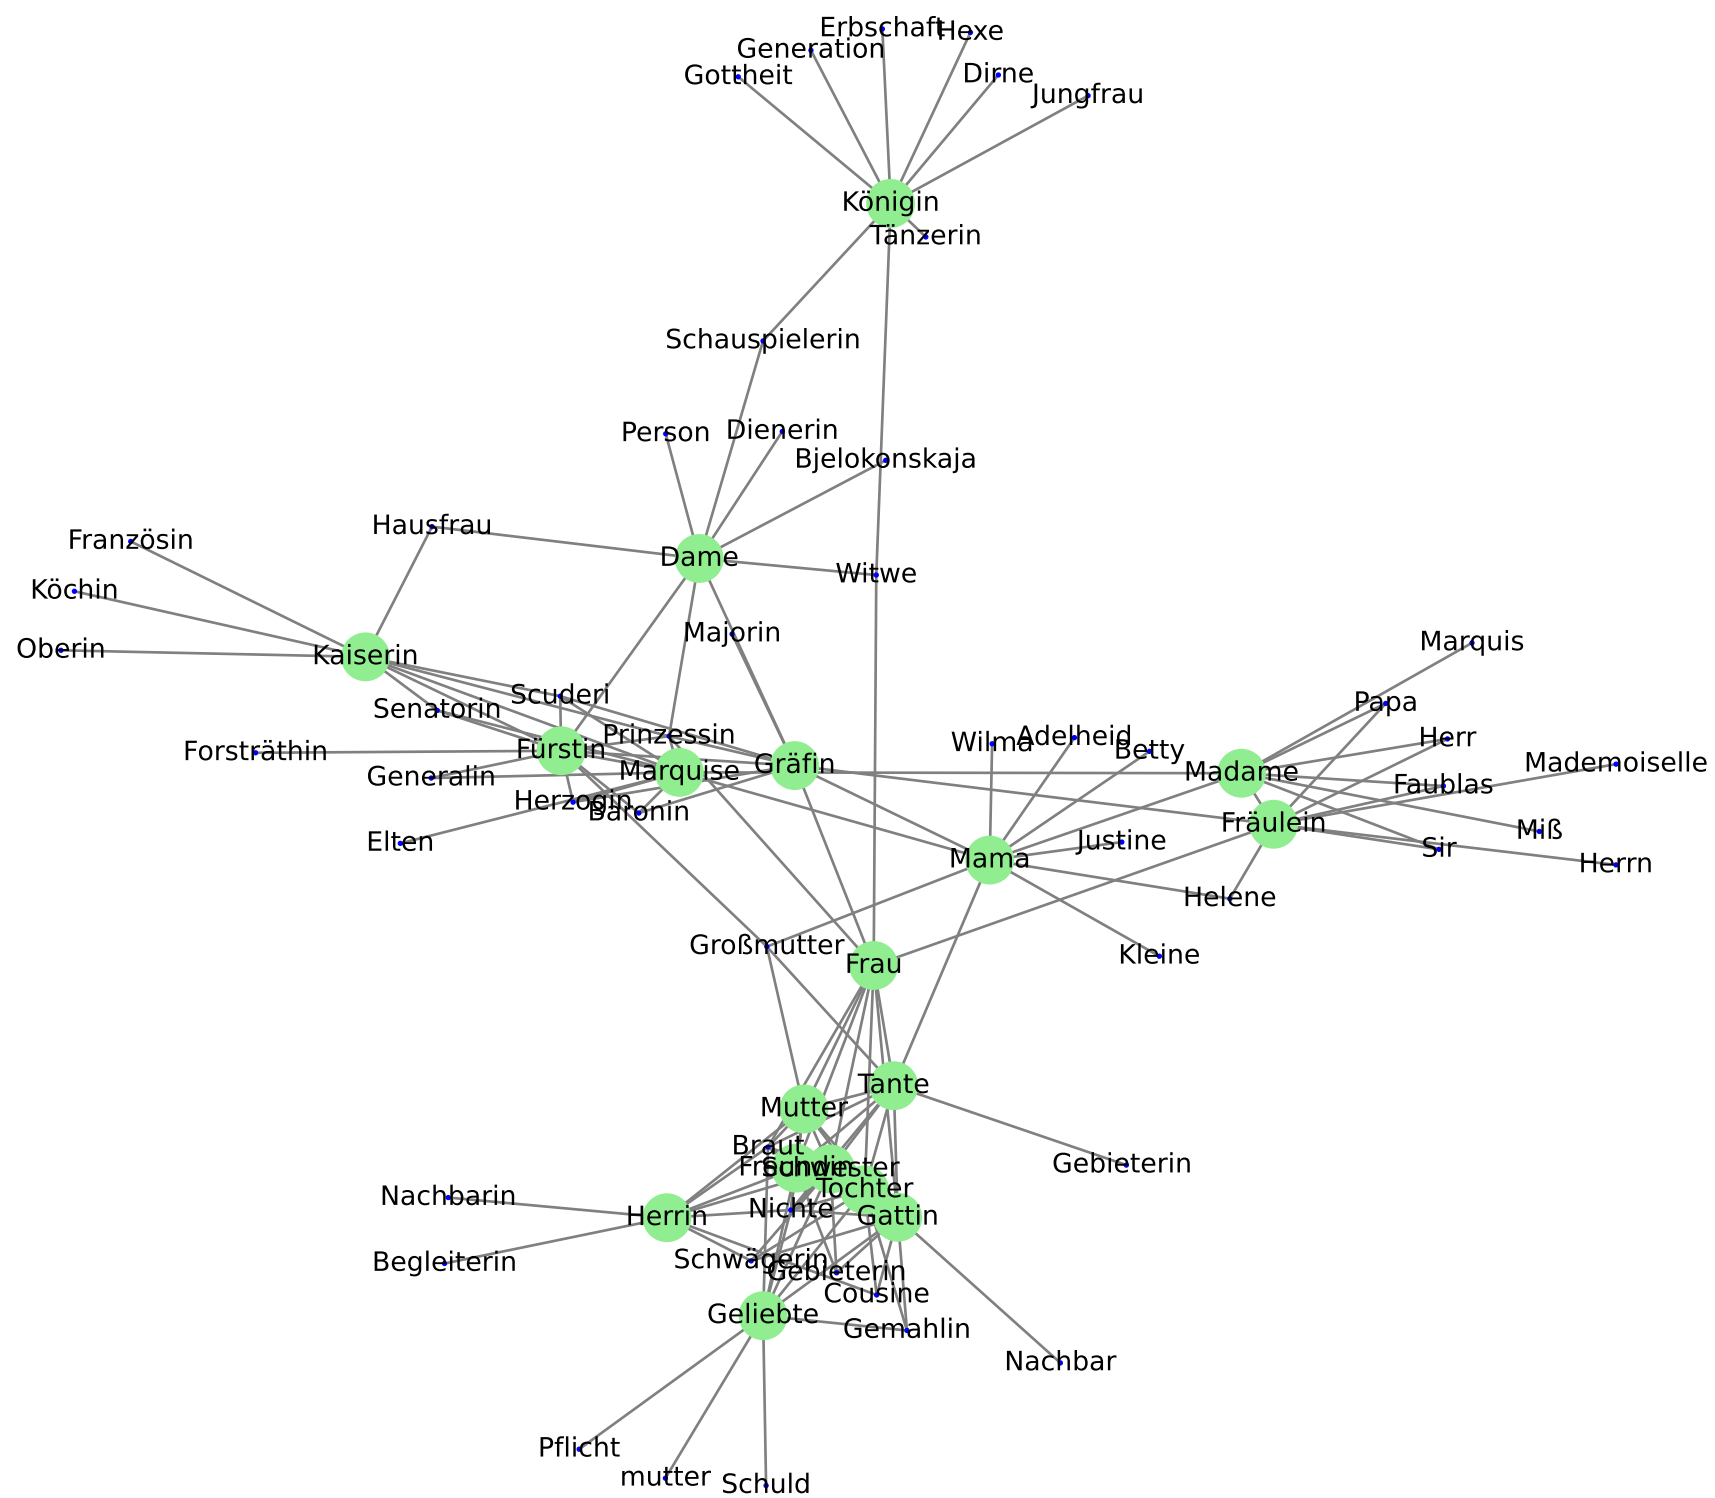 Erbschaft
Hexe
Generation
Gottheit
Dirne
Jungfrau
Königin
Tänzerin
Schauspielerin
Person
Dienerin
Bjelokonskaja
Hausfrau
Französin
Dame
Witwe
Köchin
Majorin
Oberin
Kaiserin
Marquis
Scuderi
Senatorin
Papa
Prinzessin
Wilma
Adelheid
Herr
Forsträthin
Fürstin
Betty
Gräfin
Mademoiselle
Generalin
Marquise
Madame
Faublas
Herzogin
Baronin
Fräulein
Miß
Elten
Justine
Sir
Mama
Herrn
Helene
Großmutter
Kleine
Frau
Tante
Mutter
Braut
Freundin
Schwester
Gebieterin
Tochter
Nachbarin
Nichte
Herrin
Gattin
Begleiterin
Schwägerin
Gebieterin
Cousine
Geliebte
Gemahlin
Nachbar
Pflicht
mutter
Schuld